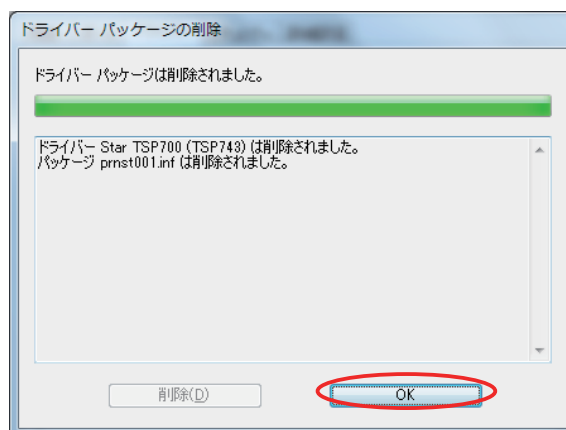 ドライバー パッケージの削除
ドライバー パッケージは削除されました。
ドライバー Star TSP700 (TSP743) は削除されました。
パッケージ prnst001.inf は削除されました。
削除(D)
OK